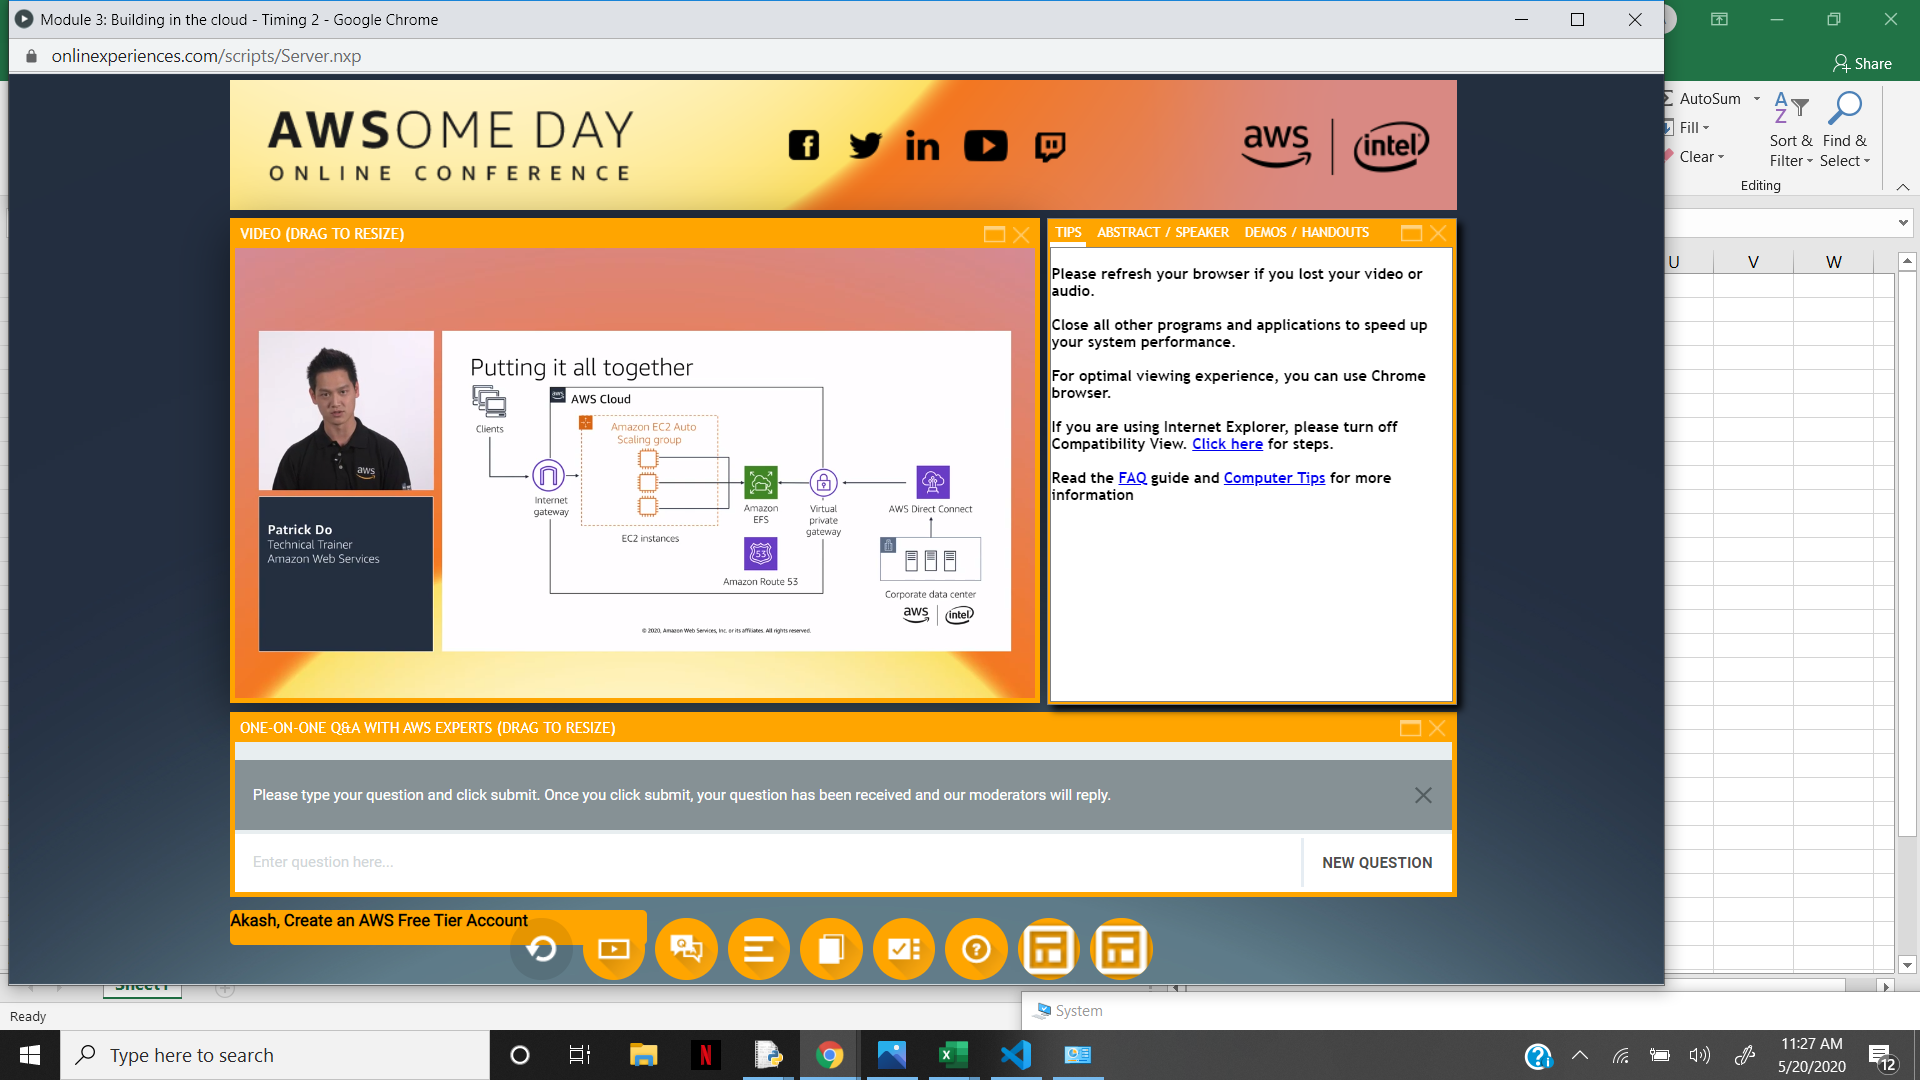 Module 3: Building in the cloud - Timing 2 - Google Chrome
onlinexperiences.com/scripts/Server.nxp
AWSOME DAY
ONLINE CONFERENCE
aws
intel
VIDEO (DRAG TO RESIZE)
Putting it all together
Clients
aws
AWS Cloud
Amazon EC2 Auto
Scaling group
Internet
gateway
EC2 instances
Amazon
EFS
53
Amazon Route 53
Virtual
private
gateway
AWS Direct Connect
Corporate data center
aws
intel
© 2020, Amazon Web Services, Inc. or its affiliates. All rights reserved.
aws
Patrick Do
Technical Trainer
Amazon Web Services
TIPS
ABSTRACT / SPEAKER
DEMOS / HANDOUTS
Please refresh your browser if you lost your video or
audio.
Close all other programs and applications to speed up
your system performance.
For optimal viewing experience, you can use Chrome
browser.
If you are using Internet Explorer, please turn off
Compatibility View. Click here for steps.
Read the FAQ guide and Computer Tips for more
information
ONE-ON-ONE Q&A WITH AWS EXPERTS (DRAG TO RESIZE)
Please type your question and click submit. Once you click submit, your question has been received and our moderators will reply.
Enter question here...
NEW QUESTION
Akash, Create an AWS Free Tier Account
Share
AutoSum
Fill
Clear
Sort &
Filter
Find &
Select
Editing
U V W
Sheet1
Ready
System
Type here to search
11:27 AM
5/20/2020
12